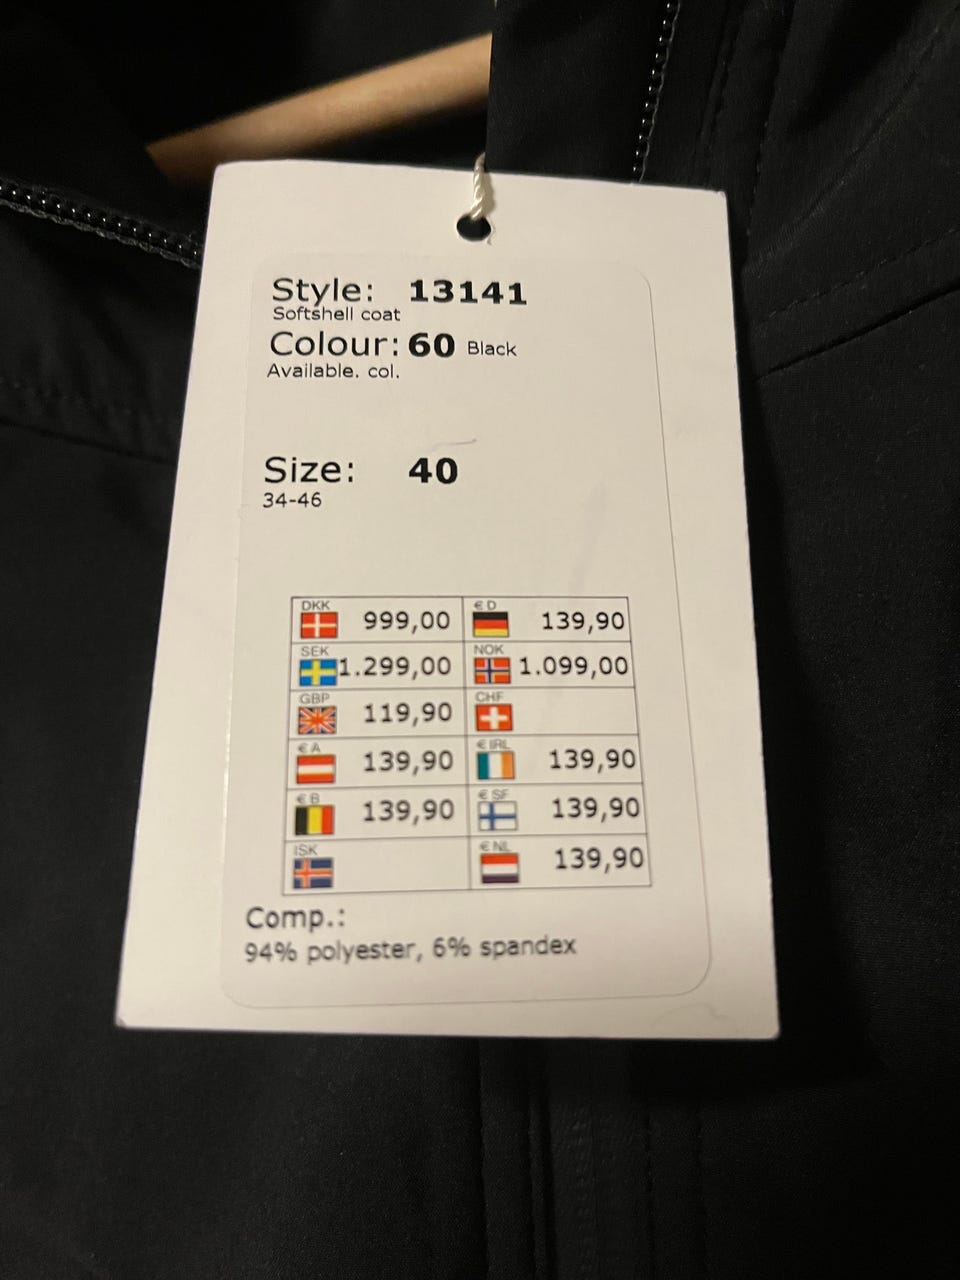 Style: 13141
Softshell coat
Colour: 60 Black
Available. col.
Size: 40
34-46
DKK 999,00 € D 139,90
SEK 1.299,00 NOK 1.099,00
GBP 119,90 CHF
€ A 139,90 € IRL 139,90
€ B 139,90 € SF 139,90
ISK € NL 139,90
Comp.:
94% polyester, 6% spandex